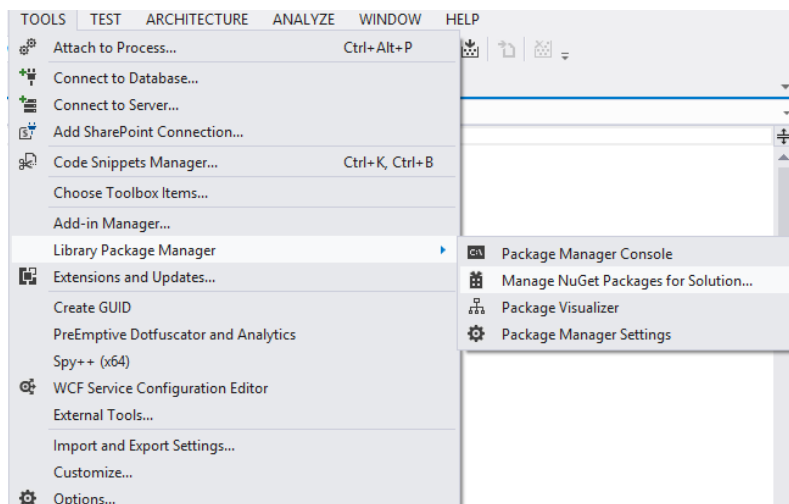 TOOLS TEST ARCHITECTURE ANALYZE WINDOW HELP
Attach to Process... Ctrl+Alt+P
Connect to Database...
Connect to Server...
Add SharePoint Connection...
Code Snippets Manager... Ctrl+K, Ctrl+B
Choose Toolbox Items...
Add-in Manager...
Library Package Manager
Extensions and Updates...
Create GUID
PreEmptive Dotfuscator and Analytics
Spy++ (x64)
WCF Service Configuration Editor
External Tools...
Import and Export Settings...
Customize...
Options...
Package Manager Console
Manage NuGet Packages for Solution...
Package Visualizer
Package Manager Settings